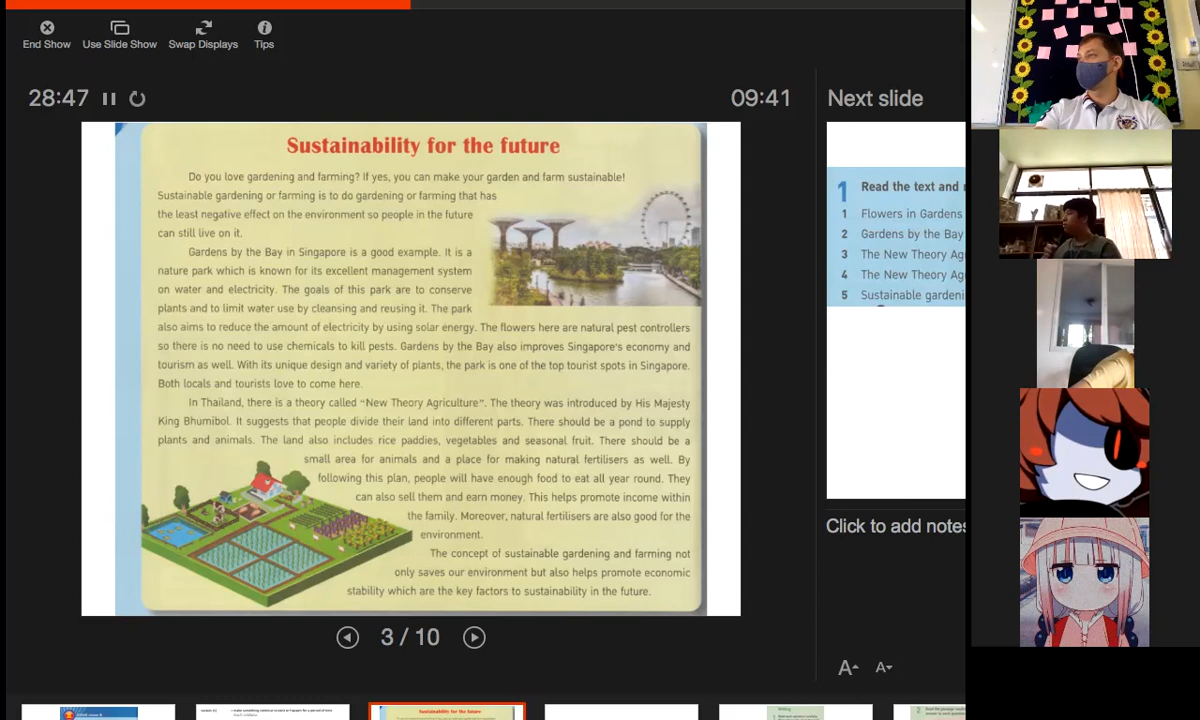 End Show
Use Slide Show
Swap Displays
Tips
28:47
09:41
Next slide
Sustainability for the future
Do you love gardening and farming? If yes, you can make your garden and farm sustainable!
Sustainable gardening or farming is to do gardening or farming that has
the least negative effect on the environment so people in the future
can still live on it.
Gardens by the Bay in Singapore is a good example. It is a
nature park which is known for its excellent management system
on water and electricity. The goals of this park are to conserve
plants and to limit water use by cleansing and reusing it. The park
also aims to reduce the amount of electricity by using solar energy. The flowers here are natural pest controllers
so there is no need to use chemicals to kill pests. Gardens by the Bay also improves Singapore's economy and
tourism as well. With its unique design and variety of plants, the park is one of the top tourist spots in Singapore.
Both locals and tourists love to come here.
In Thailand, there is a theory called "New Theory Agriculture". The theory was introduced by His Majesty
King Bhumibol. It suggests that people divide their land into different parts. There should be a pond to supply
plants and animals. The land also includes rice paddies, vegetables and seasonal fruit. There should be a
small area for animals and a place for making natural fertilisers as well. By
following this plan, people will have enough food to eat all year round. They
can also sell them and earn money. This helps promote income within
the family. Moreover, natural fertilisers are also good for the
environment.
The concept of sustainable gardening and farming not
only saves our environment but also helps promote economic
stability which are the key factors to sustainability in the future.
1 Read the text and
1 Flowers in Gardens
2 Gardens by the Bay
3 The New Theory Ag
4 The New Theory Ag
5 Sustainable gardeni
Click to add notes
3 / 10
A A
Sustainability for the future